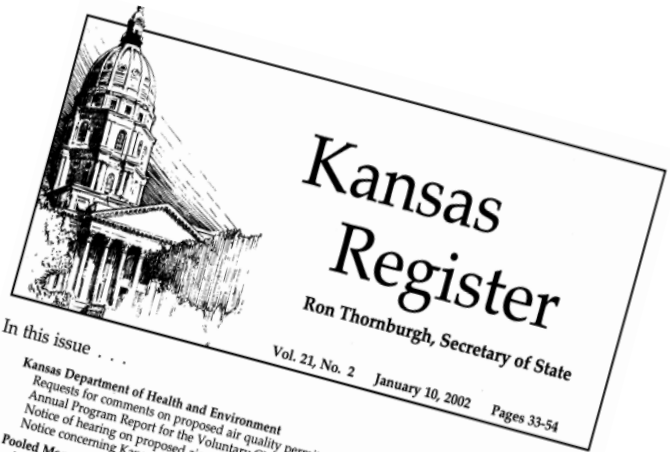 Kansas
Register
Ron Thornburgh, Secretary of State
Vol. 21, No. 2 January 10, 2002 Pages 33-54
In this issue . . .
Kansas Department of Health and Environment
Requests for comments on proposed air quality
Annual Program Report for the Voluntary
Notice of hearing on proposed
Notice concerning
Pooled